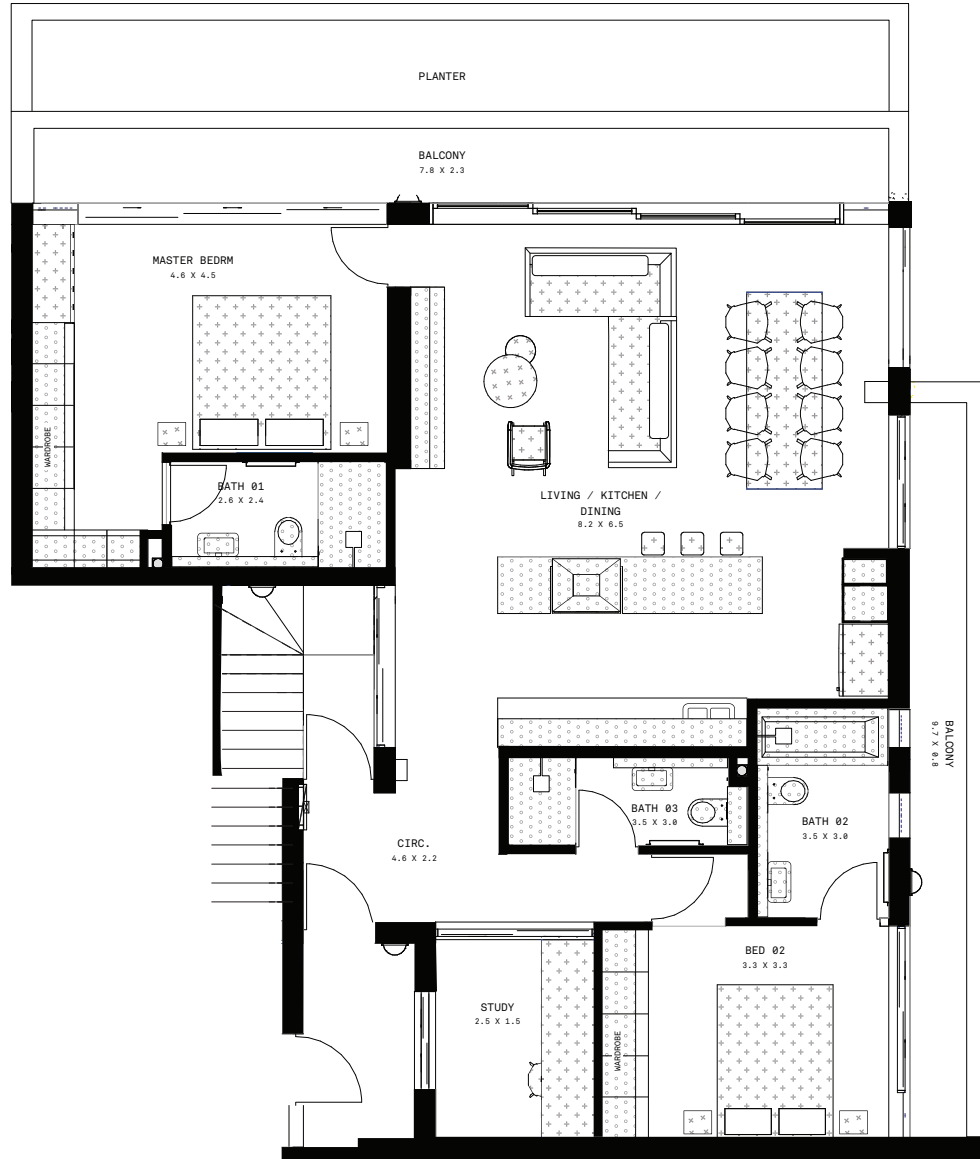 PLANTER
BALCONY
7.8 X 2.3
MASTER BEDRM
4.6 X 4.5
WARDROBE
BATH 01
2.6 X 2.4
LIVING / KITCHEN /
DINING
8.2 X 6.5
BALCONY
9.7 X 0.8
BATH 03
3.5 X 3.0
BATH 02
3.5 X 3.0
CIRC.
4.6 X 2.2
BED 02
3.3 X 3.3
STUDY
2.5 X 1.5
WARDROBE